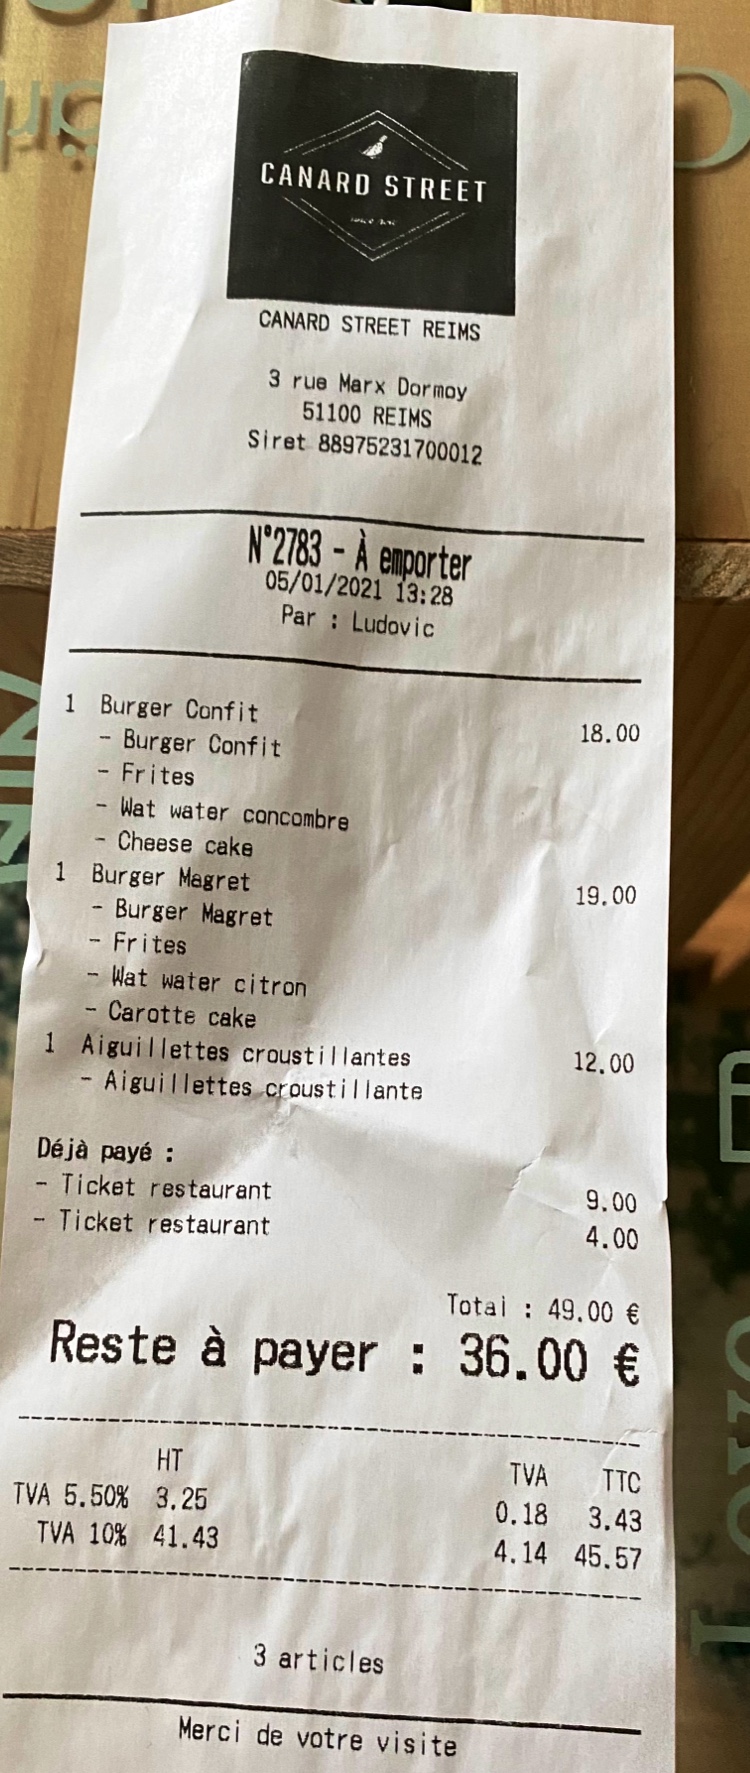 CANARD STREET
CANARD STREET REIMS
3 rue Marx Dormoy
51100 REIMS
Siret 88975231700012
N°2783 - À emporter
05/01/2021 13:28
Par : Ludovic
1 Burger Confit 18.00
- Burger Confit
- Frites
- Wat water concombre
- Cheese cake
1 Burger Magret 19.00
- Burger Magret
- Frites
- Wat water citron
- Carotte cake
1 Aiguillettes croustillantes 12.00
- Aiguillettes croustillante
Déjà payé :
- Ticket restaurant 9.00
- Ticket restaurant 4.00
Total : 49.00 €
Reste à payer : 36.00 €
HT TVA TTC
TVA 5.50% 3.25 0.18 3.43
TVA 10% 41.43 4.14 45.57
3 articles
Merci de votre visite